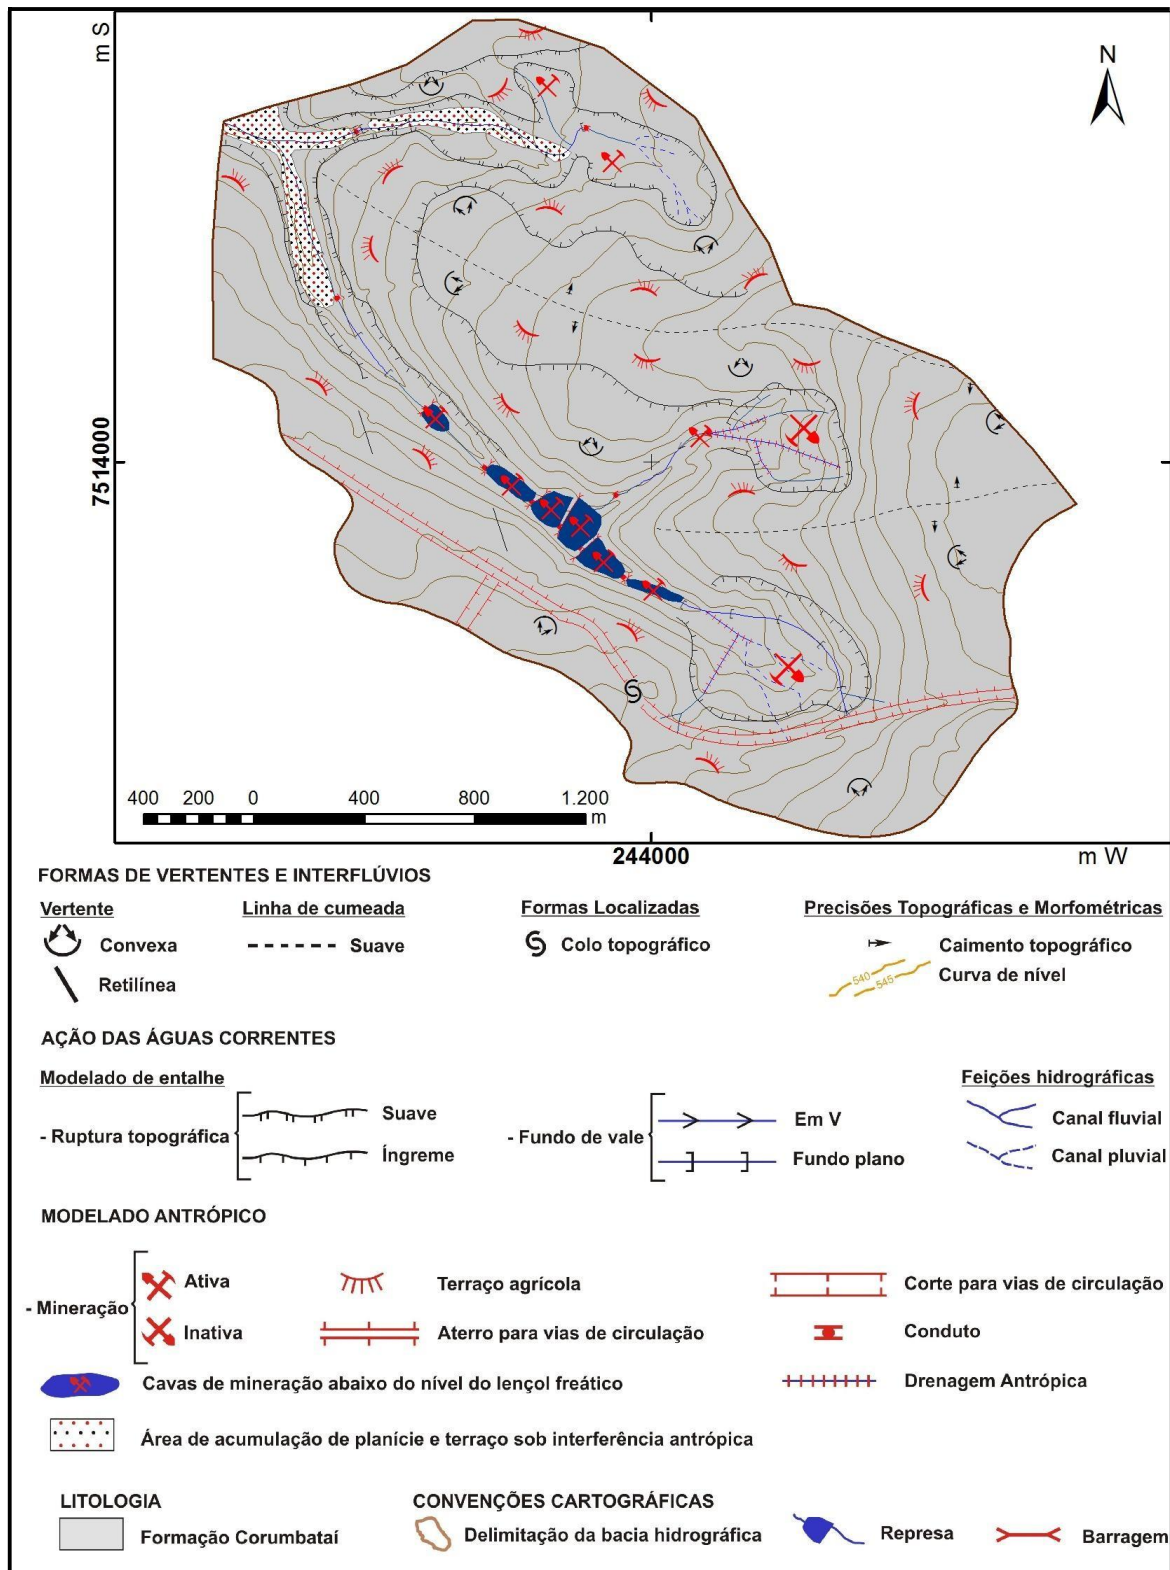 m S
N
7514000
400 200 0 400 800 1.200
m
244000
m W
FORMAS DE VERTENTES E INTERFLÚVIOS
Vertente Linha de cumeada Formas Localizadas Precisões Topográficas e Morfométricas
Convexa Suave Colo topográfico Caimento topográfico
Retilínea 540 545 Curva de nível
AÇÃO DAS ÁGUAS CORRENTES
Modelado de entalhe Feições hidrográficas
- Ruptura topográfica Suave - Fundo de vale Em V Canal fluvial
Íngreme Fundo plano Canal pluvial
MODELADO ANTRÓPICO
- Mineração Ativa Terraço agrícola Corte para vias de circulação
Inativa Aterro para vias de circulação Conduto
Cavas de mineração abaixo do nível do lençol freático Drenagem Antrópica
Área de acumulação de planície e terraço sob interferência antrópica
LITOLOGIA CONVENÇÕES CARTOGRÁFICAS
Formação Corumbataí Delimitação da bacia hidrográfica Represa Barragem